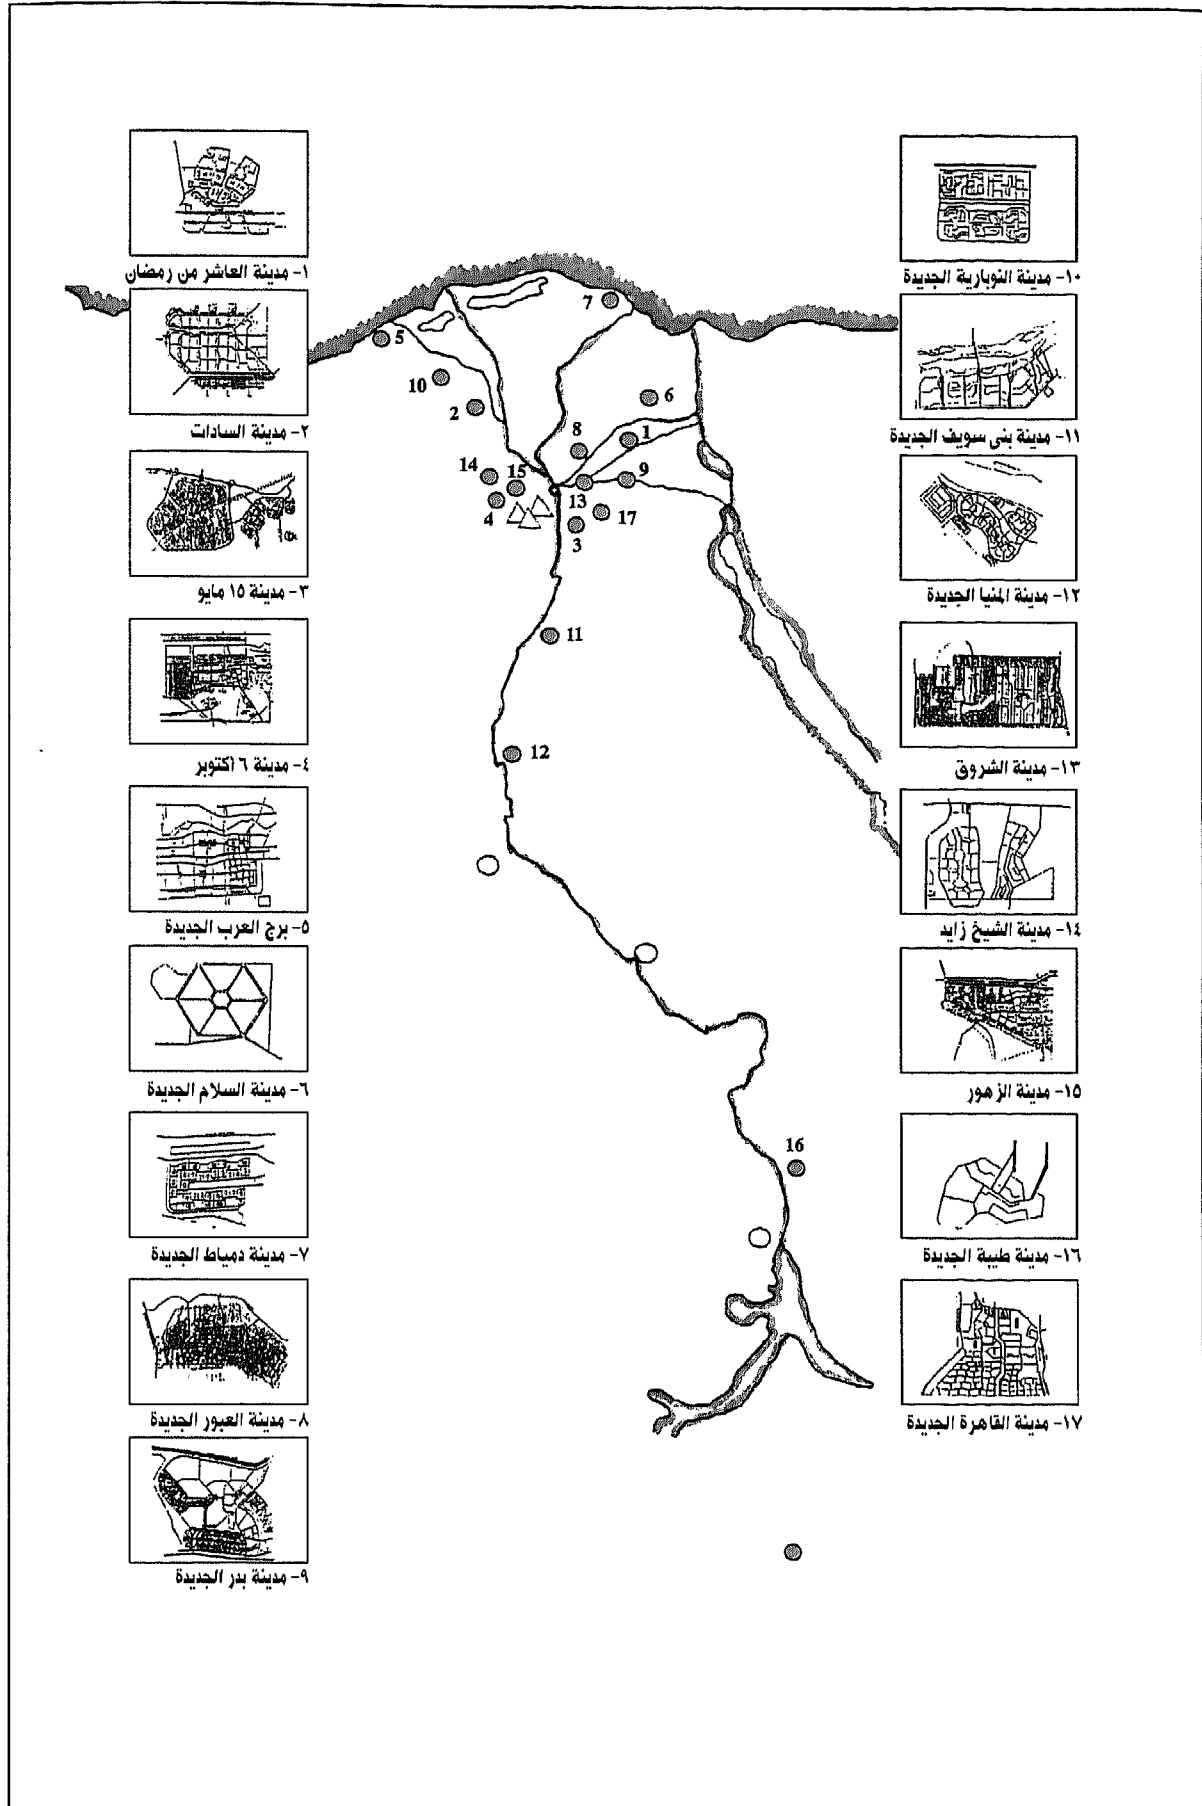 ١- مدينة العاشر من رمضان
٢- مدينة السادات
٣- مدينة ١٥ مايو
٤- مدينة ٦ اكتوبر
٥- برج العرب الجديدة
٦- مدينة السلام الجديدة
٧- مدينة دمياط الجديدة
٨- مدينة العبور الجديدة
٩- مدينة بدر الجديدة
7
5
10
6
2
8
1
14
15
9
13
4
17
3
11
12
16
١٠- مدينة النوبارية الجديدة
١١- مدينة بنى سويف الجديدة
١٢- مدينة المنيا الجديدة
١٣- مدينة الشروق
١٤- مدينة الشيخ زايد
١٥- مدينة الزهور
١٦- مدينة طيبة الجديدة
١٧- مدينة القاهرة الجديدة